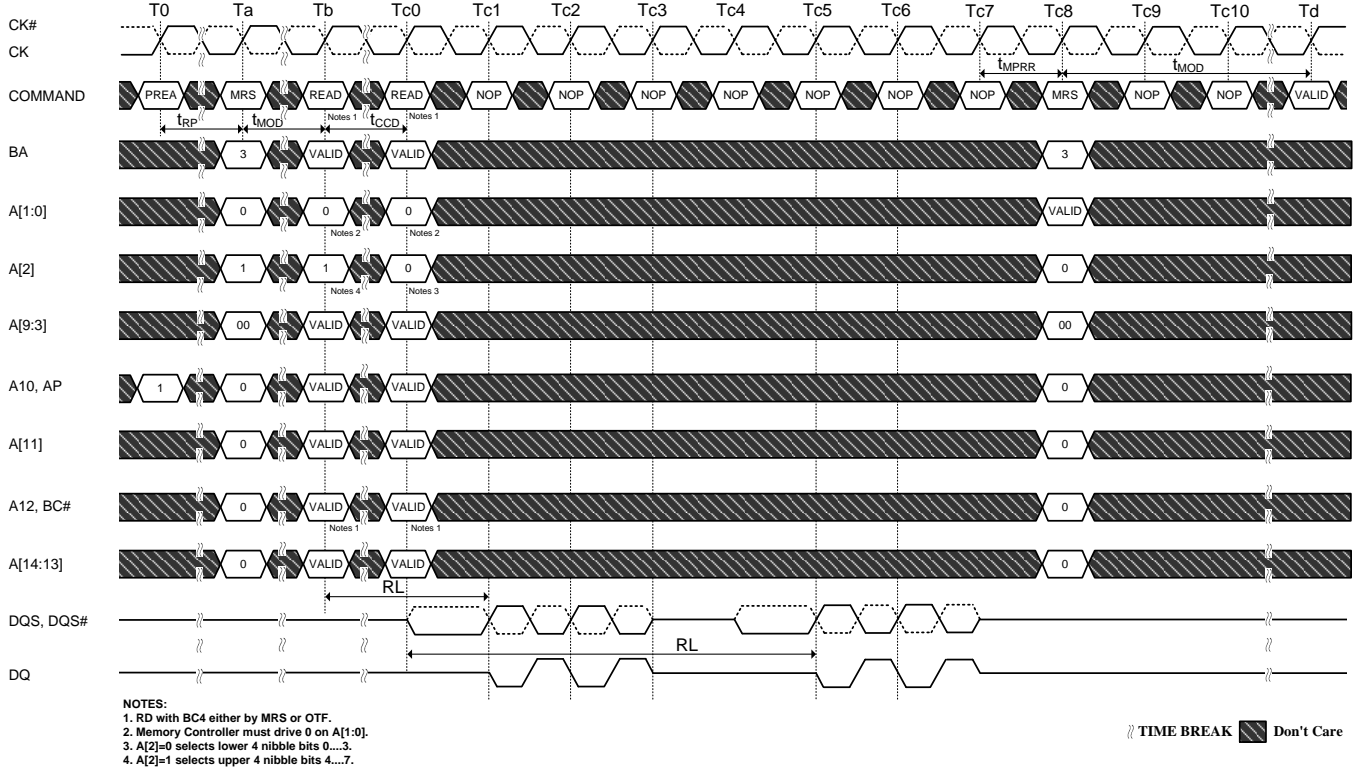 T0 Ta Tb Tc0 Tc1 Tc2 Tc3 Tc4 Tc5 Tc6 Tc7 Tc8 Tc9 Tc10 Td
CK#
CK
tMPRR tMOD
COMMAND PREA MRS READ READ NOP NOP NOP NOP NOP NOP NOP MRS NOP NOP VALID
Notes 1 Notes 1
tRP tMOD tCCD
BA 3 VALID VALID 3
A[1:0] 0 0 0 VALID
Notes 2 Notes 2
A[2] 1 1 0 0
Notes 4 Notes 3
A[9:3] 00 VALID VALID 00
A10, AP 1 0 VALID VALID 0
A[11] 0 VALID VALID 0
A12, BC# 0 VALID VALID 0
Notes 1 Notes 1
A[14:13] 0 VALID VALID 0
RL
DQS, DQS#
RL
DQ
NOTES:
1. RD with BC4 either by MRS or OTF.
2. Memory Controller must drive 0 on A[1:0].
3. A[2]=0 selects lower 4 nibble bits 0....3.
4. A[2]=1 selects upper 4 nibble bits 4....7.
TIME BREAK Don't Care